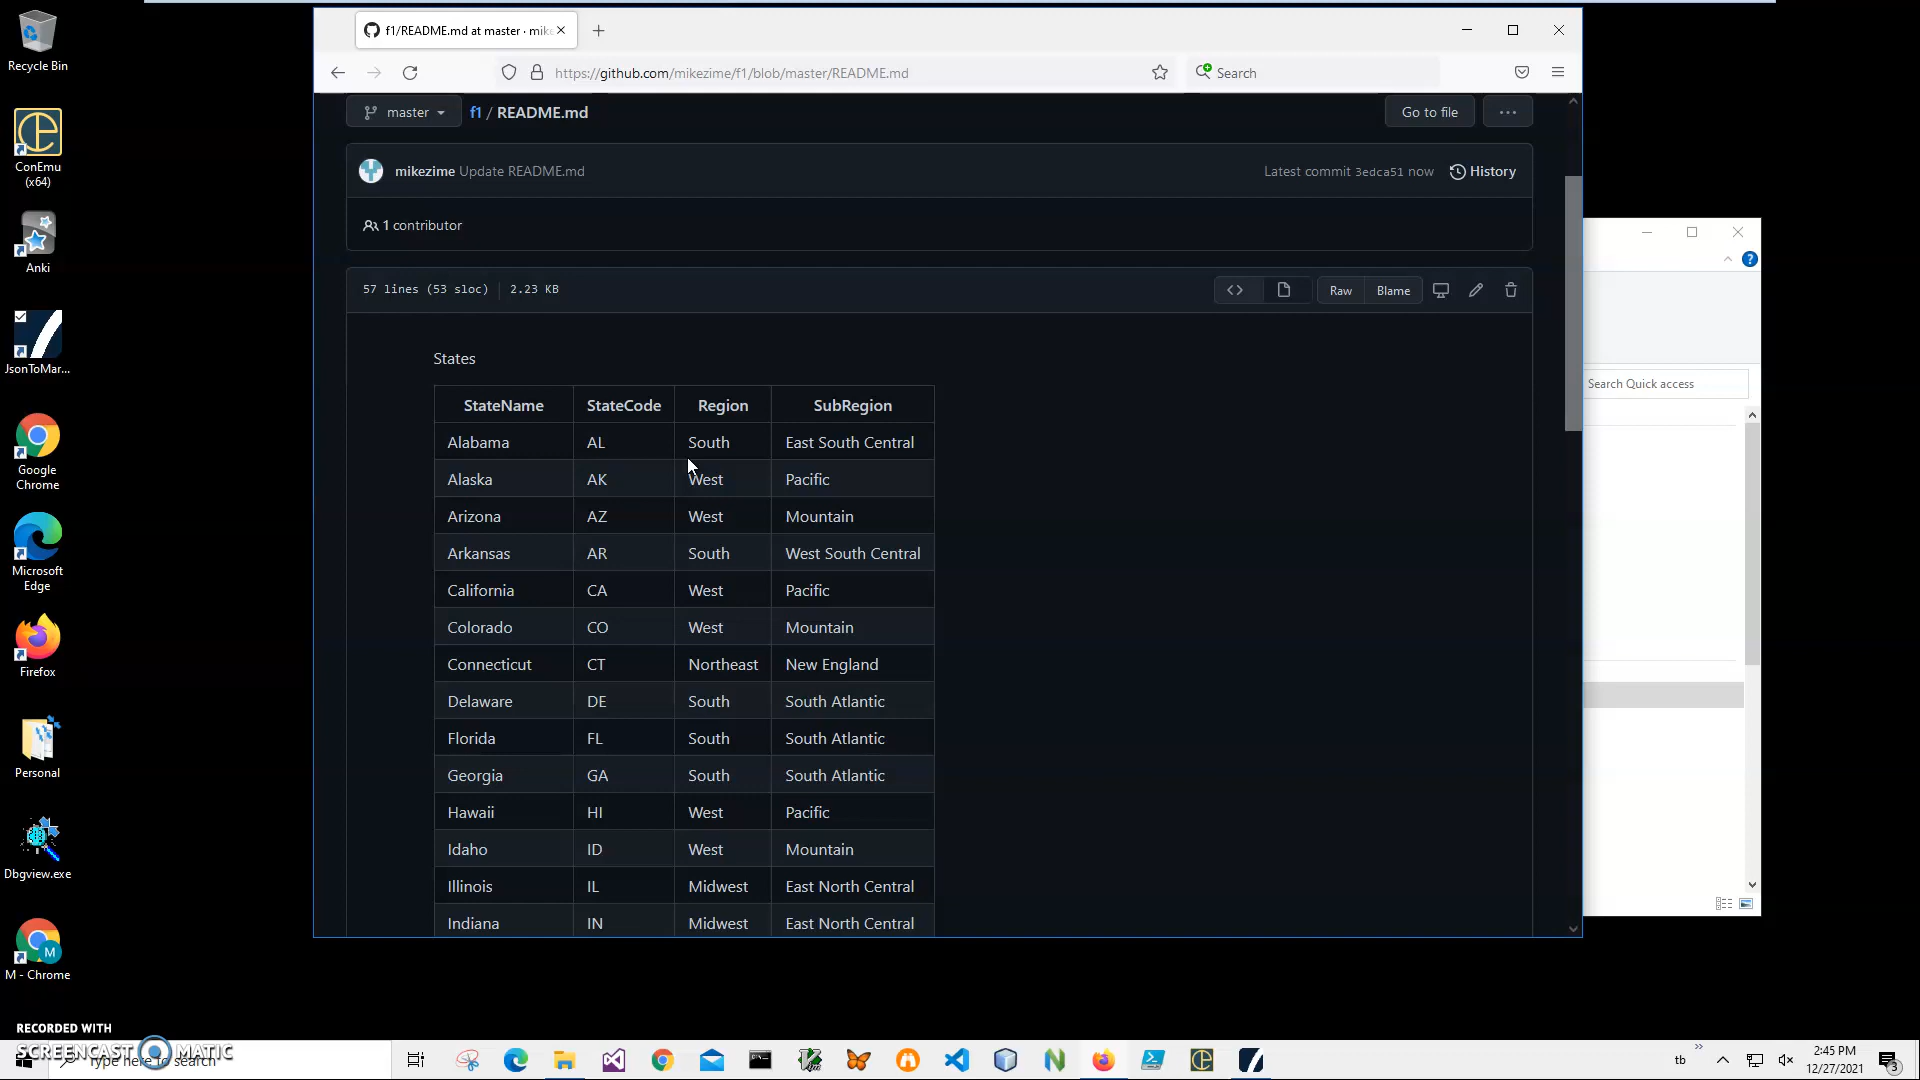 f1/README.md at master · mik
https://github.com/mikezime/f1/blob/master/README.md
Search
master
f1 / README.md
Go to file
mikezime Update README.md
Latest commit 3edca51 now
History
1 contributor
57 lines (53 sloc) 2.23 KB
Raw
Blame
States
StateName StateCode Region SubRegion
Alabama AL South East South Central
Alaska AK West Pacific
Arizona AZ West Mountain
Arkansas AR South West South Central
California CA West Pacific
Colorado CO West Mountain
Connecticut CT Northeast New England
Delaware DE South South Atlantic
Florida FL South South Atlantic
Georgia GA South South Atlantic
Hawaii HI West Pacific
Idaho ID West Mountain
Illinois IL Midwest East North Central
Indiana IN Midwest East North Central
Search Quick access
Recycle Bin
ConEmu
(x64)
Anki
JsonToMar...
Google
Chrome
Microsoft
Edge
Firefox
Personal
Dbgview.exe
M
M - Chrome
RECORDED WITH
SCREENCAST MATIC
Type here to search
tb
2:45 PM
12/27/2021
3